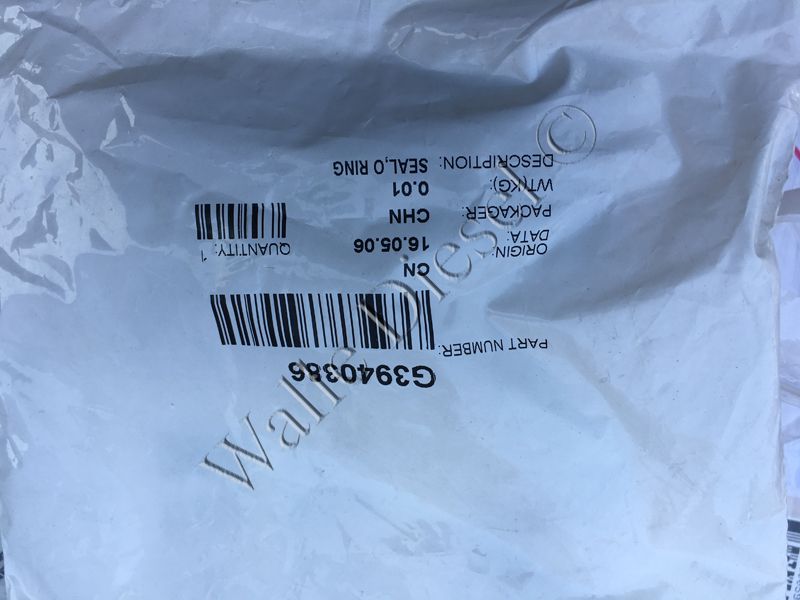 G3940386
PART NUMBER:
ORIGIN: CN
DATA: 16.05.06
QUANTITY: 1
PACKAGER: CHN
WT(KG): 0.01
DESCRIPTION: SEAL,O RING
Walte Diesel ©